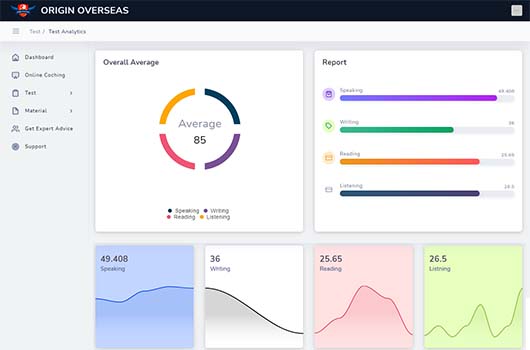 ORIGIN OVERSEAS
Test / Test Analytics
Dashboard
Online Coching
Test
Material
Get Expert Advice
Support
Overall Average
Average
85
Speaking Writing
Reading Listening
Report
Speaking 49.408
Writing 36
Reading 25.65
Listening 26.5
49.408
Speaking
36
Writing
25.65
Reading
26.5
Listning